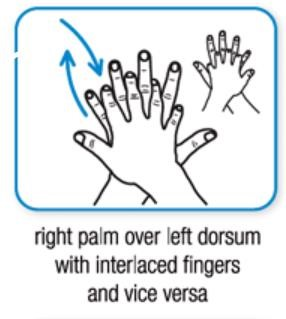 right palm over left dorsum
with interlaced fingers
and vice versa